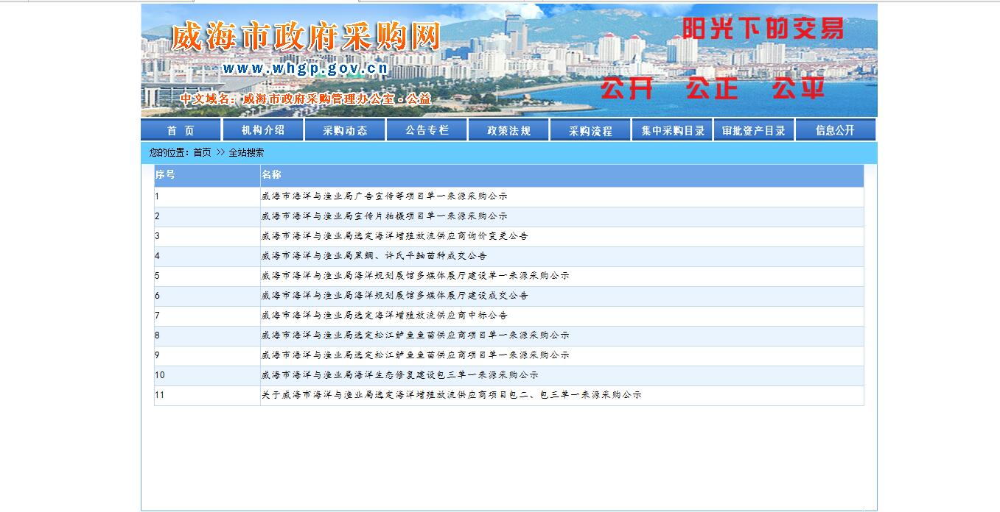 威海市政府采购网
www.whgp.gov.cn
中文域名：威海市政府采购管理办公室·公益
阳光下的交易
公开 公正 公平
首 页 机构介绍 采购动态 公告专栏 政策法规 采购流程 集中采购目录 审批资产目录 信息公开
您的位置：首页 >> 全站搜索
序号 名称
1 威海市海洋与渔业局广告宣传等项目单一来源采购公示
2 威海市海洋与渔业局宣传片拍摄项目单一来源采购公示
3 威海市海洋与渔业局选定海洋增殖放流供应商询价变更公告
4 威海市海洋与渔业局黑鲷、许氏平鲉苗种成交公告
5 威海市海洋与渔业局海洋规划展馆多媒体展厅建设单一来源采购公示
6 威海市海洋与渔业局海洋规划展馆多媒体展厅建设成交公告
7 威海市海洋与渔业局选定海洋增殖放流供应商中标公告
8 威海市海洋与渔业局选定松江鲈鱼鱼苗供应商项目单一来源采购公示
9 威海市海洋与渔业局选定松江鲈鱼鱼苗供应商项目单一来源采购公示
10 威海市海洋与渔业局海洋生态修复建设包三单一来源采购公示
11 关于威海市海洋与渔业局选定海洋增殖放流供应商项目包二、包三单一来源采购公示